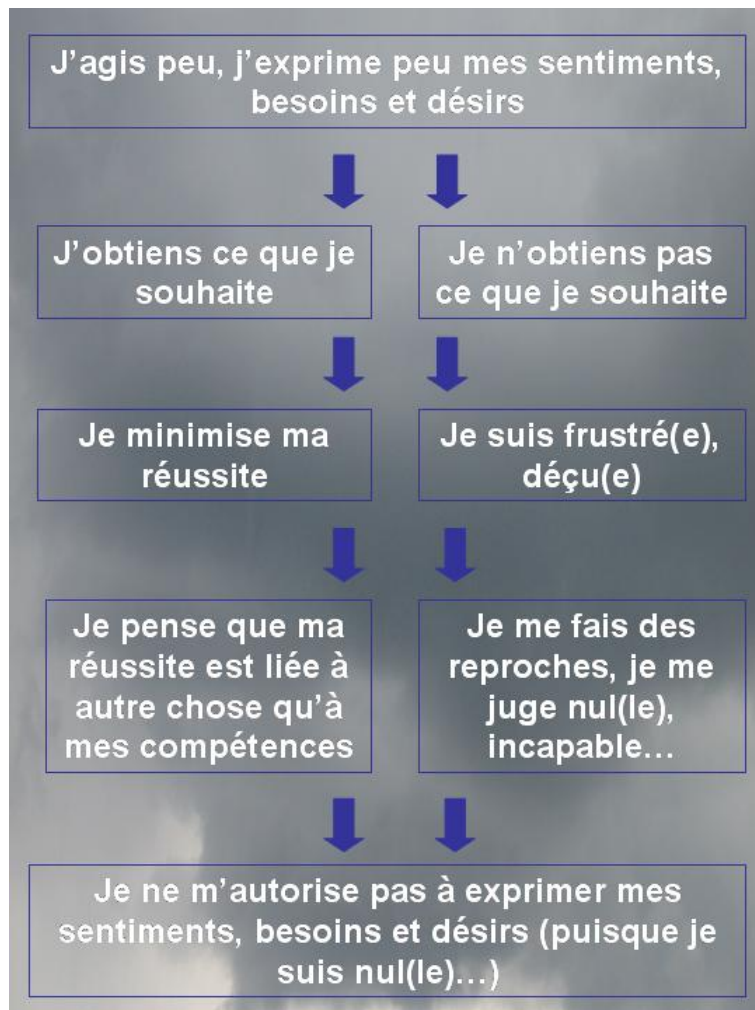 J’agis peu, j’exprime peu mes sentiments,
besoins et désirs
J’obtiens ce que je
souhaite
Je n’obtiens pas
ce que je souhaite
Je minimise ma
réussite
Je suis frustré(e),
déçu(e)
Je pense que ma
réussite est liée à
autre chose qu’à
mes compétences
Je me fais des
reproches, je me
juge nul(le),
incapable…
Je ne m’autorise pas à exprimer mes
sentiments, besoins et désirs (puisque je
suis nul(le)…)